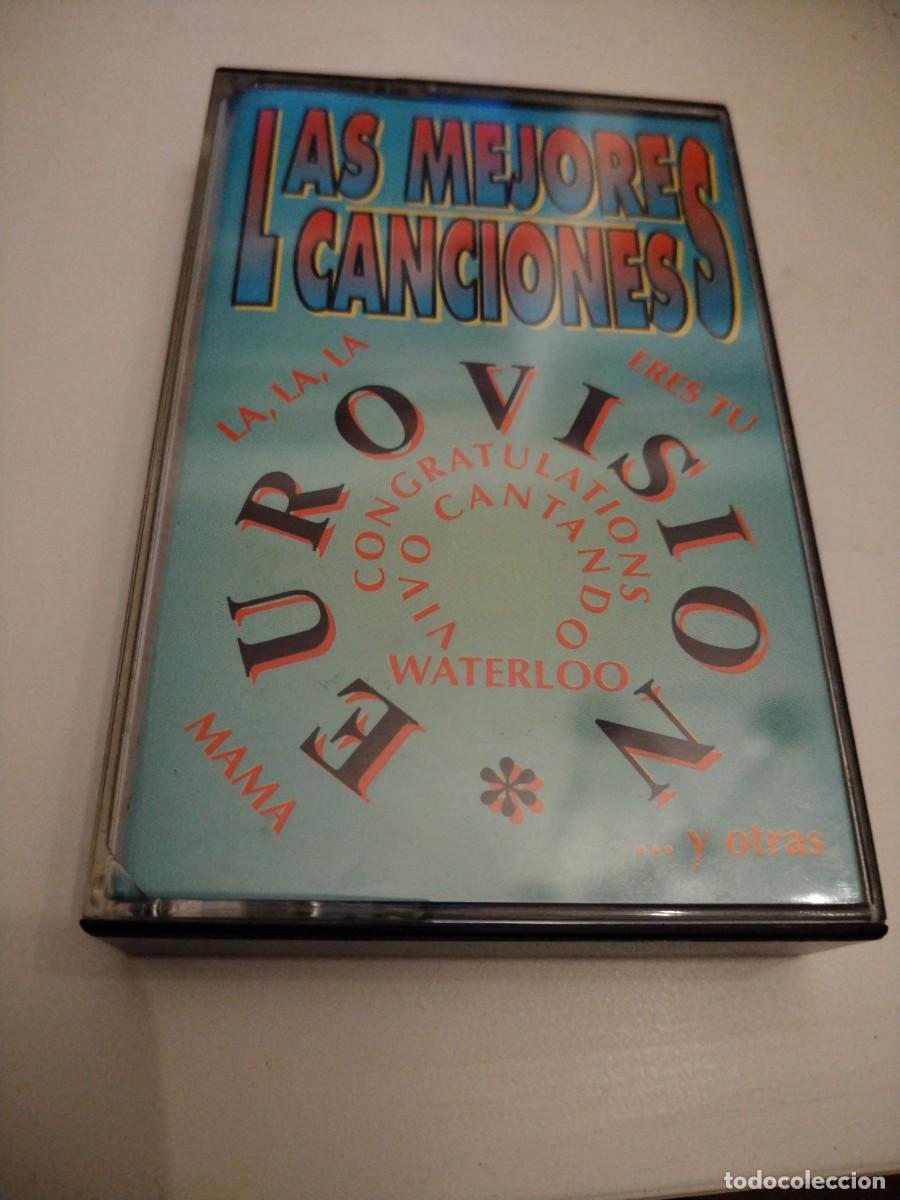 LAS MEJORES
CANCIONES
LA, LA, LA
ERES TU
EUROVISION
CONGRATULATIONS
VIVO CANTANDO
WATERLOO
MAMA
*
... y otras
todocoleccion